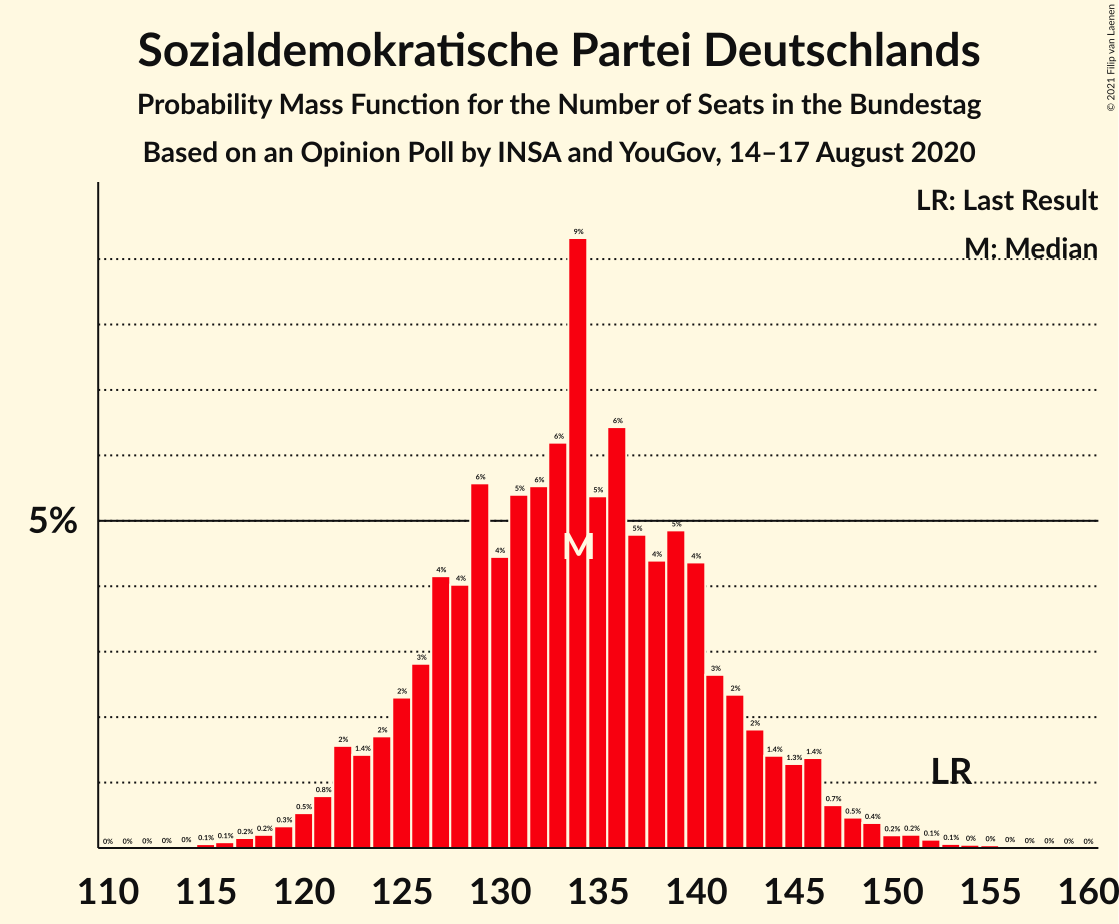 Sozialdemokratische Partei Deutschlands
Probability Mass Function for the Number of Seats in the Bundestag
Based on an Opinion Poll by INSA and YouGov, 14–17 August 2020
© 2021 Filip van Laenen
LR: Last Result
M: Median
5%
0% 0% 0% 0% 0% 0.1% 0.1% 0.2% 0.2% 0.3% 0.5% 0.8% 2% 1.4% 2% 2% 3% 4% 4% 6% 4% 5% 6% 6% 9% 5% 6% 5% 4% 5% 4% 3% 2% 2% 1.4% 1.3% 1.4% 0.7% 0.5% 0.4% 0.2% 0.2% 0.1% 0.1% 0% 0% 0% 0% 0% 0% 0%
M
LR
110 115 120 125 130 135 140 145 150 155 160